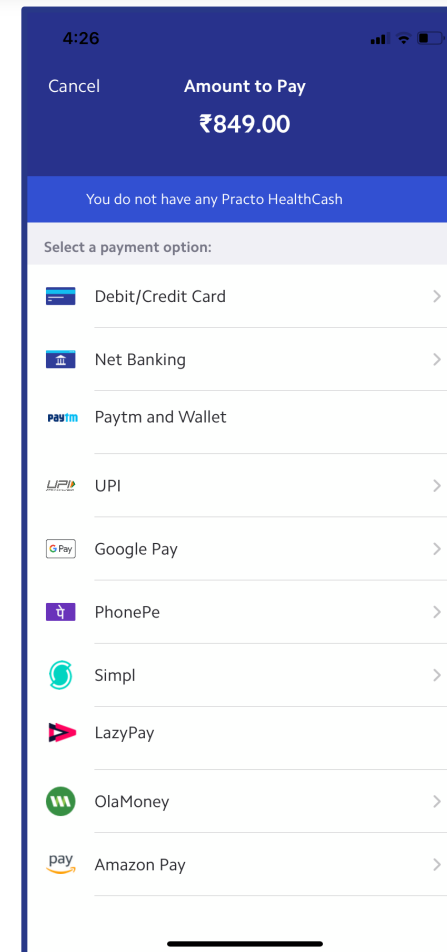 4:26
Cancel
Amount to Pay
₹849.00
You do not have any Practo HealthCash
Select a payment option:
Debit/Credit Card
Net Banking
paytm Paytm and Wallet
UPI UPI
G Pay Google Pay
पे PhonePe
Simpl
LazyPay
OlaMoney
pay Amazon Pay